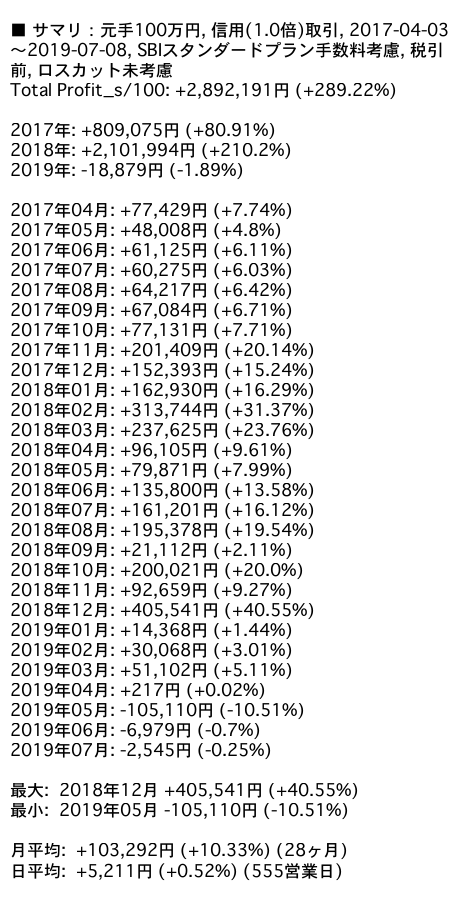 ■ サマリ：元手100万円, 信用(1.0倍)取引, 2017-04-03
〜2019-07-08, SBIスタンダードプラン手数料考慮, 税引
前, ロスカット未考慮
Total Profit_s/100: +2,892,191円 (+289.22%)
2017年: +809,075円 (+80.91%)
2018年: +2,101,994円 (+210.2%)
2019年: -18,879円 (-1.89%)
2017年04月: +77,429円 (+7.74%)
2017年05月: +48,008円 (+4.8%)
2017年06月: +61,125円 (+6.11%)
2017年07月: +60,275円 (+6.03%)
2017年08月: +64,217円 (+6.42%)
2017年09月: +67,084円 (+6.71%)
2017年10月: +77,131円 (+7.71%)
2017年11月: +201,409円 (+20.14%)
2017年12月: +152,393円 (+15.24%)
2018年01月: +162,930円 (+16.29%)
2018年02月: +313,744円 (+31.37%)
2018年03月: +237,625円 (+23.76%)
2018年04月: +96,105円 (+9.61%)
2018年05月: +79,871円 (+7.99%)
2018年06月: +135,800円 (+13.58%)
2018年07月: +161,201円 (+16.12%)
2018年08月: +195,378円 (+19.54%)
2018年09月: +21,112円 (+2.11%)
2018年10月: +200,021円 (+20.0%)
2018年11月: +92,659円 (+9.27%)
2018年12月: +405,541円 (+40.55%)
2019年01月: +14,368円 (+1.44%)
2019年02月: +30,068円 (+3.01%)
2019年03月: +51,102円 (+5.11%)
2019年04月: +217円 (+0.02%)
2019年05月: -105,110円 (-10.51%)
2019年06月: -6,979円 (-0.7%)
2019年07月: -2,545円 (-0.25%)
最大: 2018年12月 +405,541円 (+40.55%)
最小: 2019年05月 -105,110円 (-10.51%)
月平均: +103,292円 (+10.33%) (28ヶ月)
日平均: +5,211円 (+0.52%) (555営業日)